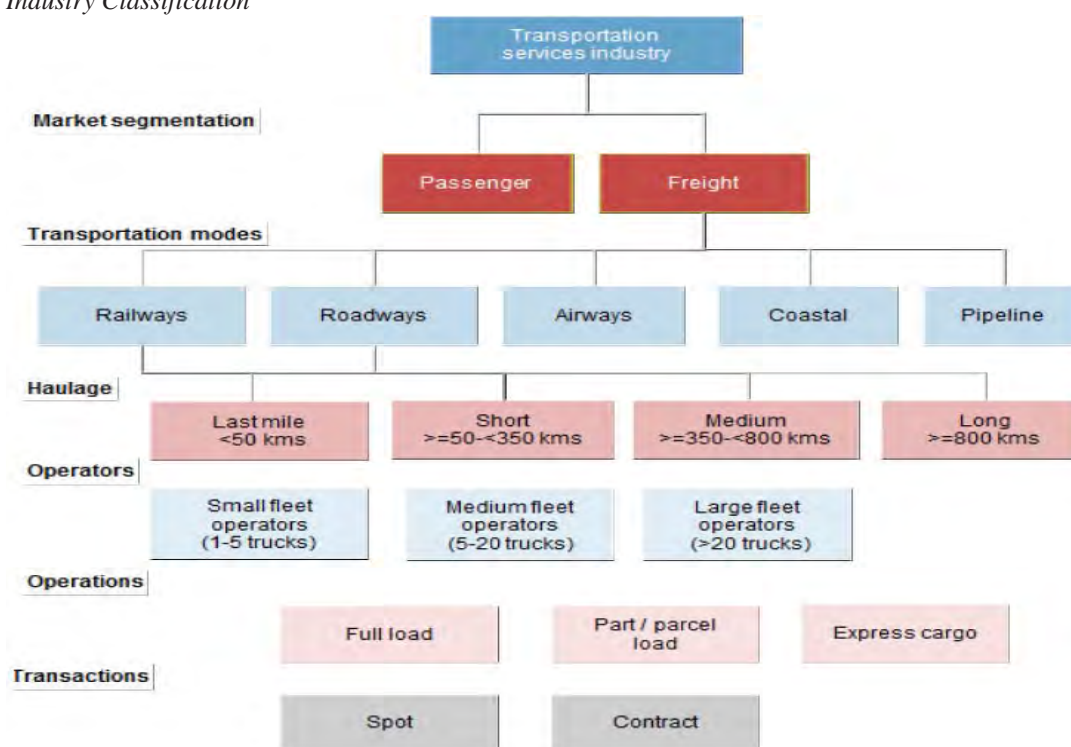 Industry Classification
Transportation
services industry
Market segmentation
Passenger
Freight
Transportation modes
Railways
Roadways
Airways
Coastal
Pipeline
Haulage
Last mile
<50 kms
Short
>=50-<350 kms
Medium
>=350-<800 kms
Long
>=800 kms
Operators
Small fleet
operators
(1-5 trucks)
Medium fleet
operators
(5-20 trucks)
Large fleet
operators
(>20 trucks)
Operations
Full load
Part / parcel
load
Express cargo
Transactions
Spot
Contract